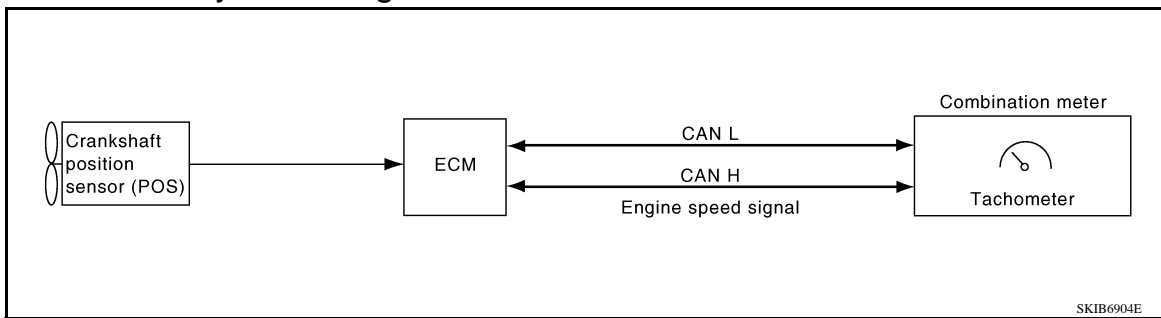 Crankshaft
position
sensor (POS)
ECM
CAN L
CAN H
Engine speed signal
Combination meter
Tachometer
SKIB6904E